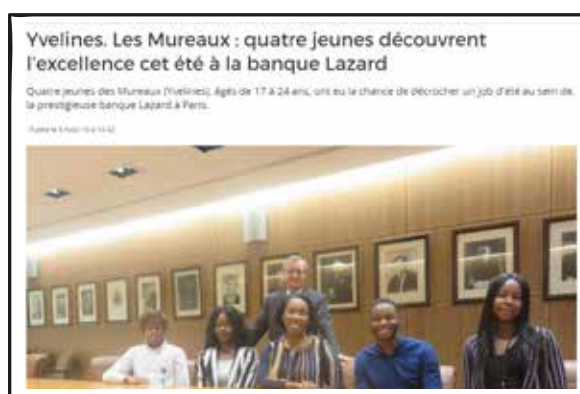 Yvelines. Les Mureaux : quatre jeunes découvrent
l'excellence cet été à la banque Lazard
Quatre jeunes des Mureaux (Yvelines), âgés de 17 à 24 ans, ont eu la chance de décrocher un job d'été au sein de
la prestigieuse banque Lazard à Paris.
Publié le